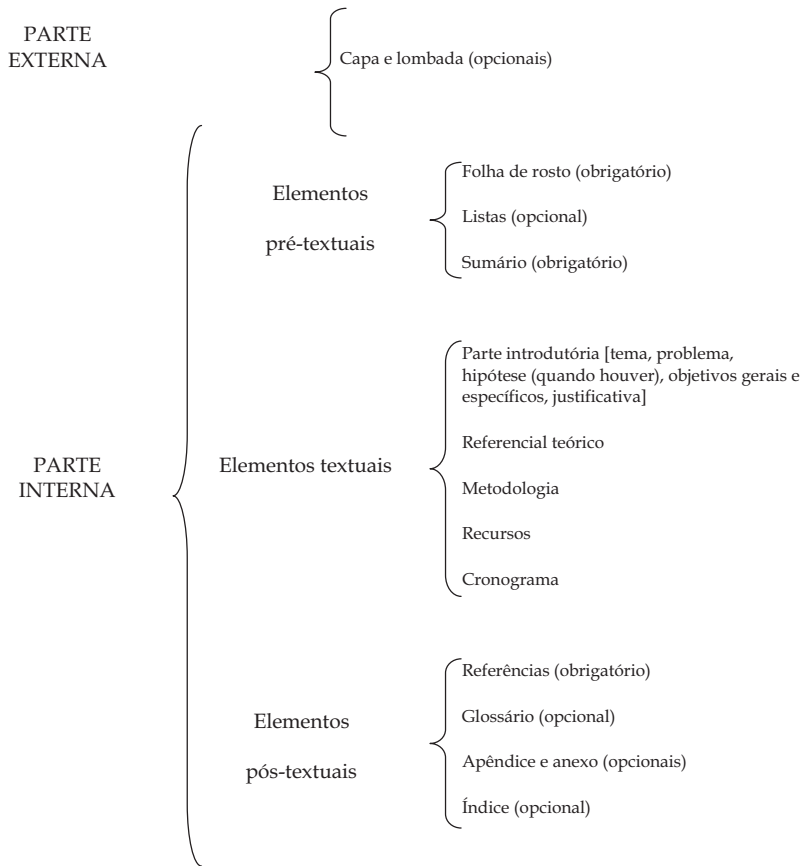 PARTE
EXTERNA
Capa e lombada (opcionais)
Elementos
pré-textuais
Folha de rosto (obrigatório)
Listas (opcional)
Sumário (obrigatório)
PARTE
INTERNA
Elementos textuais
Parte introdutória [tema, problema,
hipótese (quando houver), objetivos gerais e
específicos, justificativa]
Referencial teórico
Metodologia
Recursos
Cronograma
Elementos
pós-textuais
Referências (obrigatório)
Glossário (opcional)
Apêndice e anexo (opcionais)
Índice (opcional)